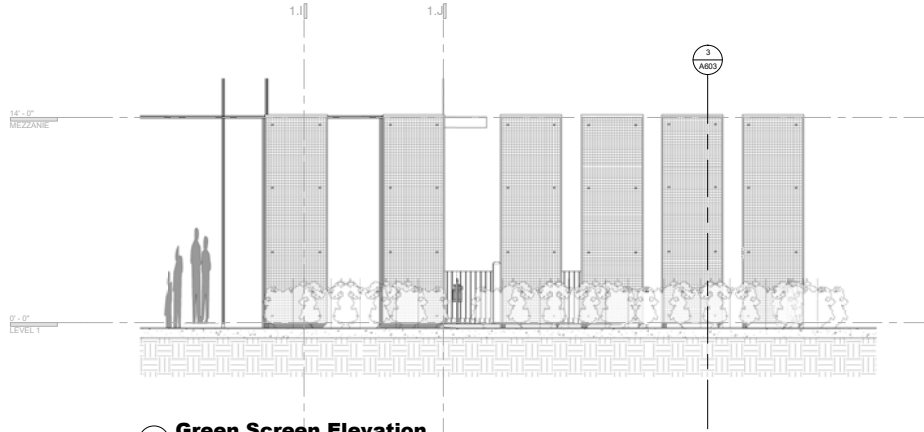 1.I
1.J
3
A603
14' - 0"
MEZZANIE
0' - 0"
LEVEL 1
Green Screen Elevation